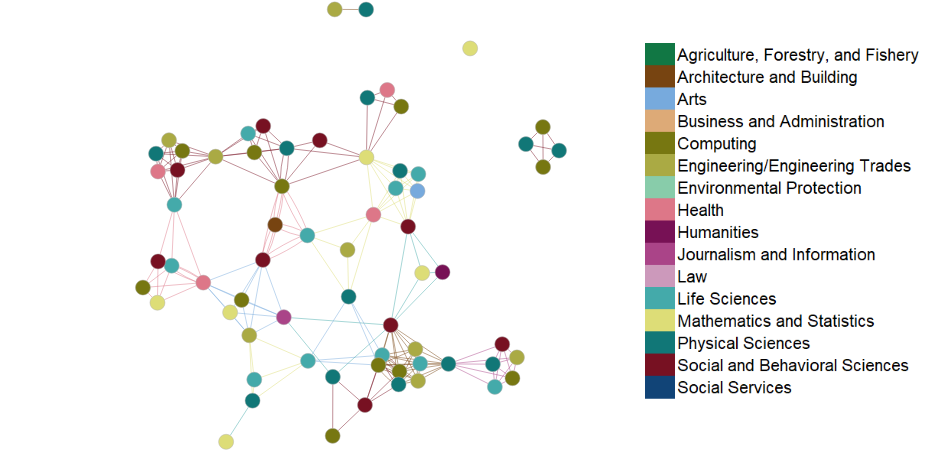 Agriculture, Forestry, and Fishery
Architecture and Building
Arts
Business and Administration
Computing
Engineering/Engineering Trades
Environmental Protection
Health
Humanities
Journalism and Information
Law
Life Sciences
Mathematics and Statistics
Physical Sciences
Social and Behavioral Sciences
Social Services